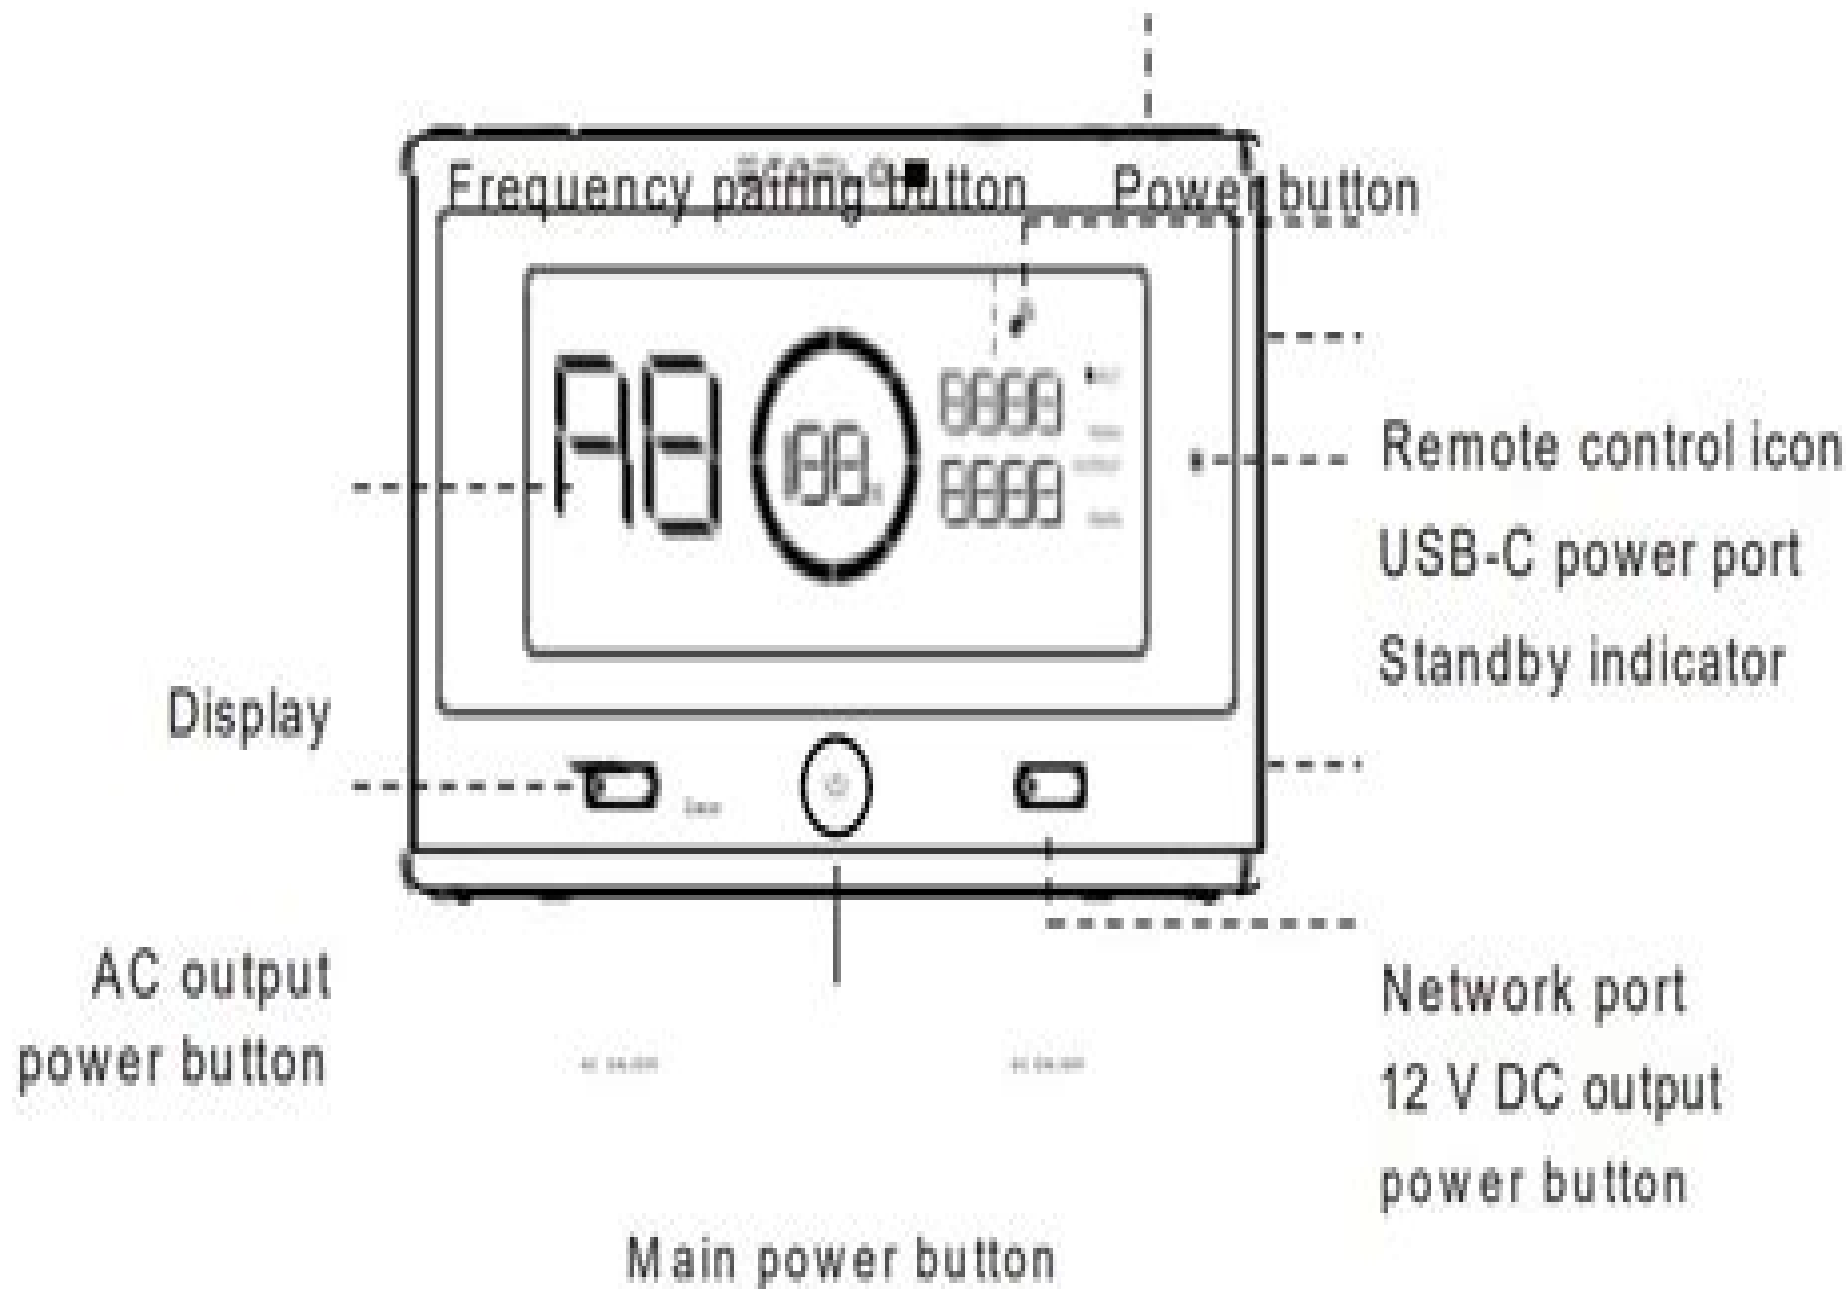 Frequency pairing button
Power button
Remote control icon
USB-C power port
Standby indicator
Display
AC output
power button
Network port
12 V DC output
power button
Main power button